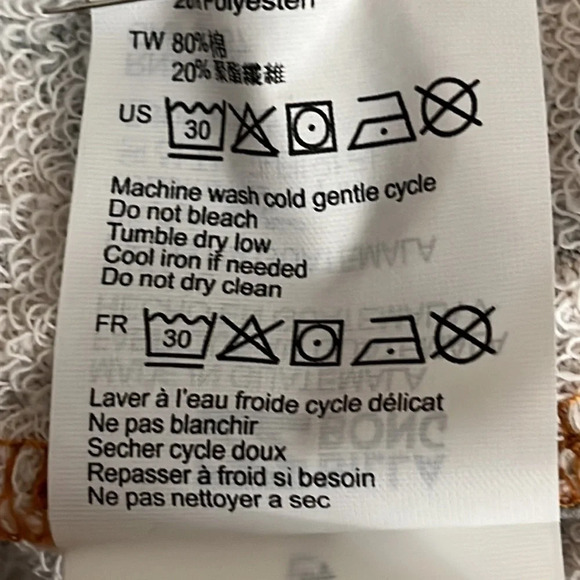 20%Polyester
TW 80%棉
20%聚酯纖維
US 30
Machine wash cold gentle cycle
Do not bleach
Tumble dry low
Cool iron if needed
Do not dry clean
FR 30
Laver à l'eau froide cycle délicat
Ne pas blanchir
Secher cycle doux
Repasser à froid si besoin
Ne pas nettoyer a sec